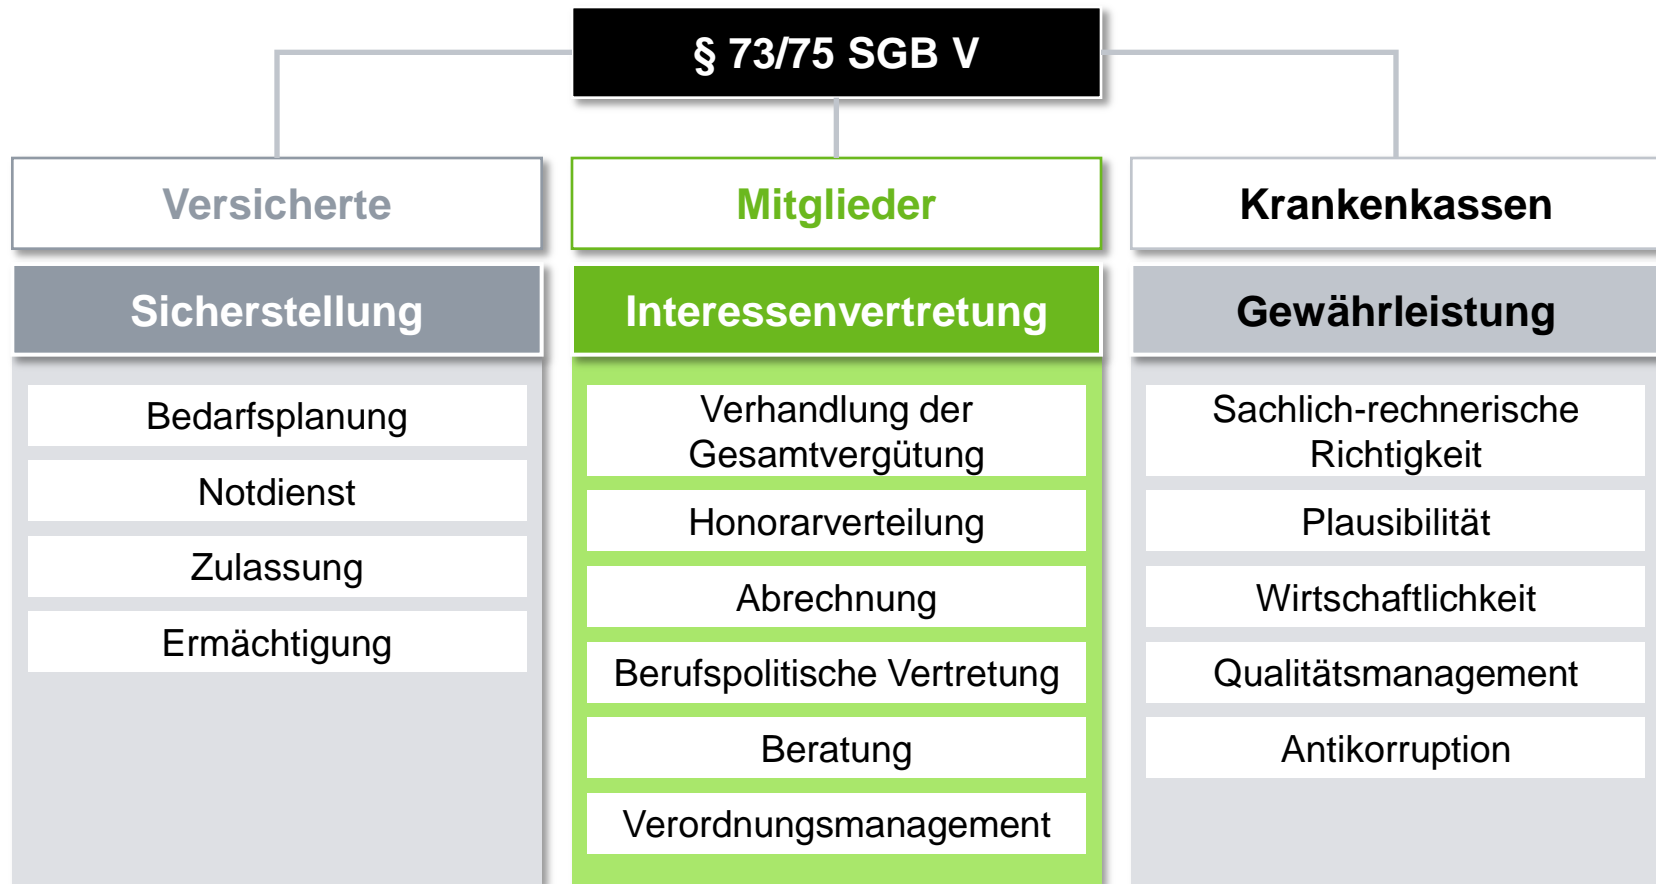 § 73/75 SGB V
Versicherte
Sicherstellung
Bedarfsplanung
Notdienst
Zulassung
Ermächtigung
Mitglieder
Interessenvertretung
Verhandlung der
Gesamtvergütung
Honorarverteilung
Abrechnung
Berufspolitische Vertretung
Beratung
Verordnungsmanagement
Krankenkassen
Gewährleistung
Sachlich-rechnerische
Richtigkeit
Plausibilität
Wirtschaftlichkeit
Qualitätsmanagement
Antikorruption